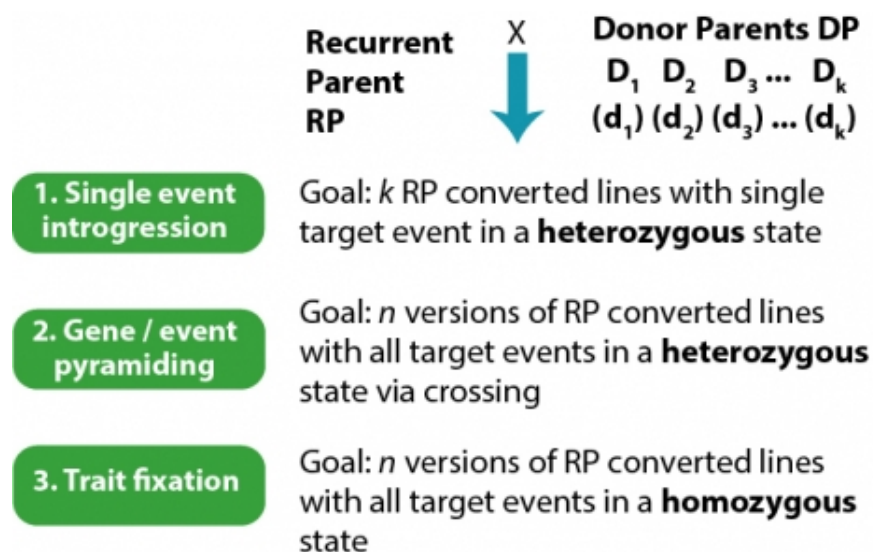 Recurrent Parent RP
X
Donor Parents DP
D₁ D₂ D₃ ... Dₖ
(d₁) (d₂) (d₃) ... (dₖ)
1. Single event
introgression
Goal: k RP converted lines with single
target event in a heterozygous state
2. Gene / event
pyramiding
Goal: n versions of RP converted lines
with all target events in a heterozygous
state via crossing
3. Trait fixation
Goal: n versions of RP converted lines
with all target events in a homozygous
state